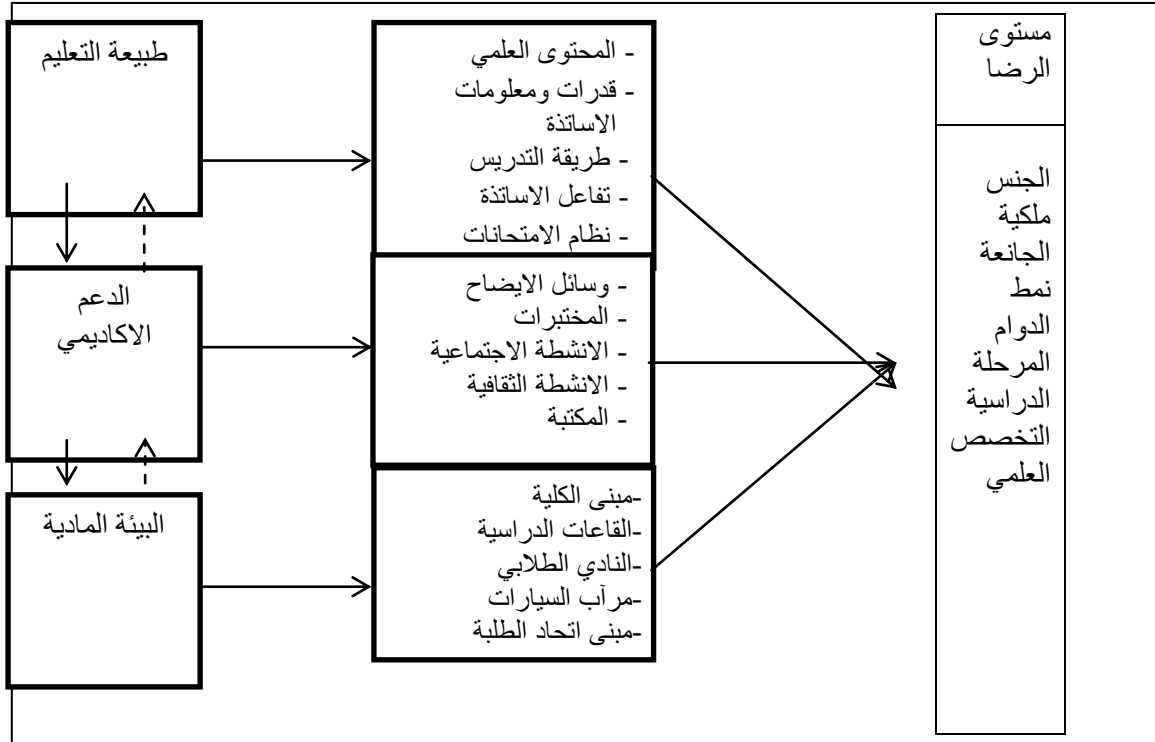 طبيعة التعليم
- المحتوى العلمي
- قدرات ومعلومات
الاساتذة
- طريقة التدريس
- تفاعل الاساتذة
- نظام الامتحانات
مستوى
الرضا
الجنس
ملكية
الجانعة
نمط
الدوام
المرحلة
الدراسية
التخصص
العلمي
الدعم
الاكاديمي
- وسائل الايضاح
- المختبرات
- الانشطة الاجتماعية
- الانشطة الثقافية
- المكتبة
البيئة المادية
-مبنى الكلية
-القاعات الدراسية
-النادي الطلابي
-مرآب السيارات
-مبنى اتحاد الطلبة